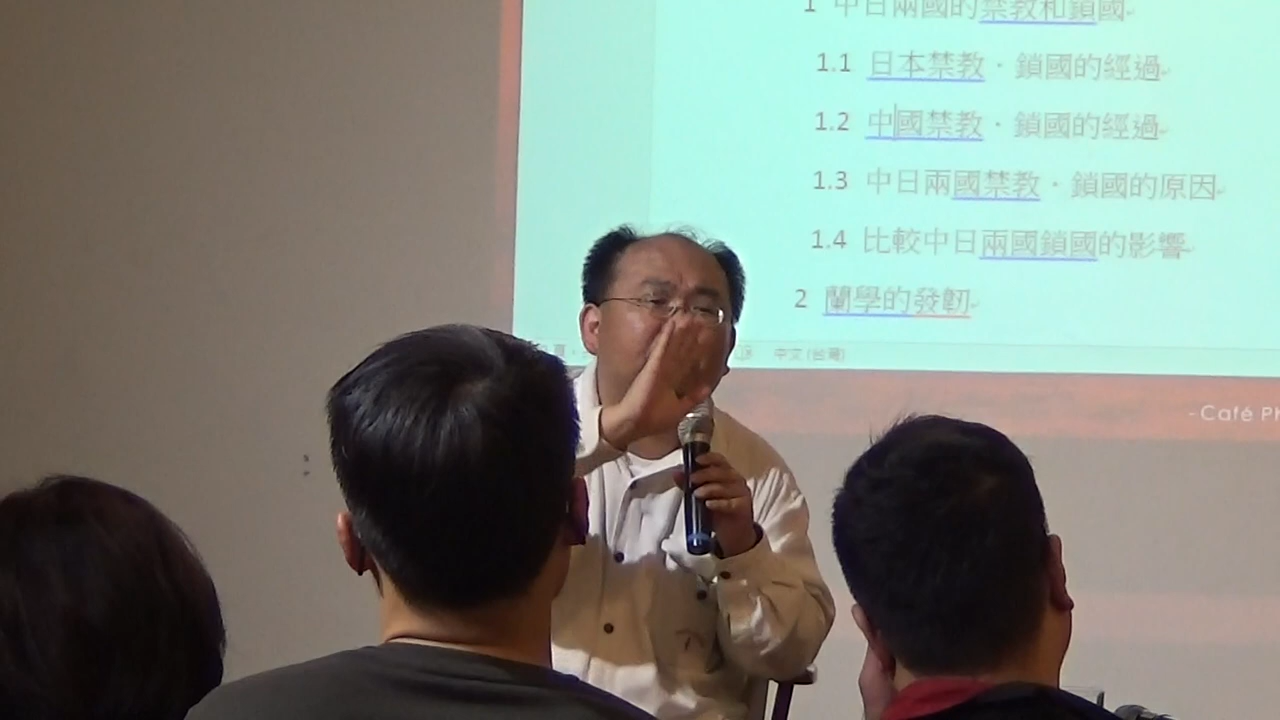 1 中日兩國的禁教和鎖國
1.1 日本禁教·鎖國的經過
1.2 中國禁教·鎖國的經過
1.3 中日兩國禁教·鎖國的原因
1.4 比較中日兩國鎖國的影響
2 蘭學的發軔
中文 (台灣)
-Café Ph